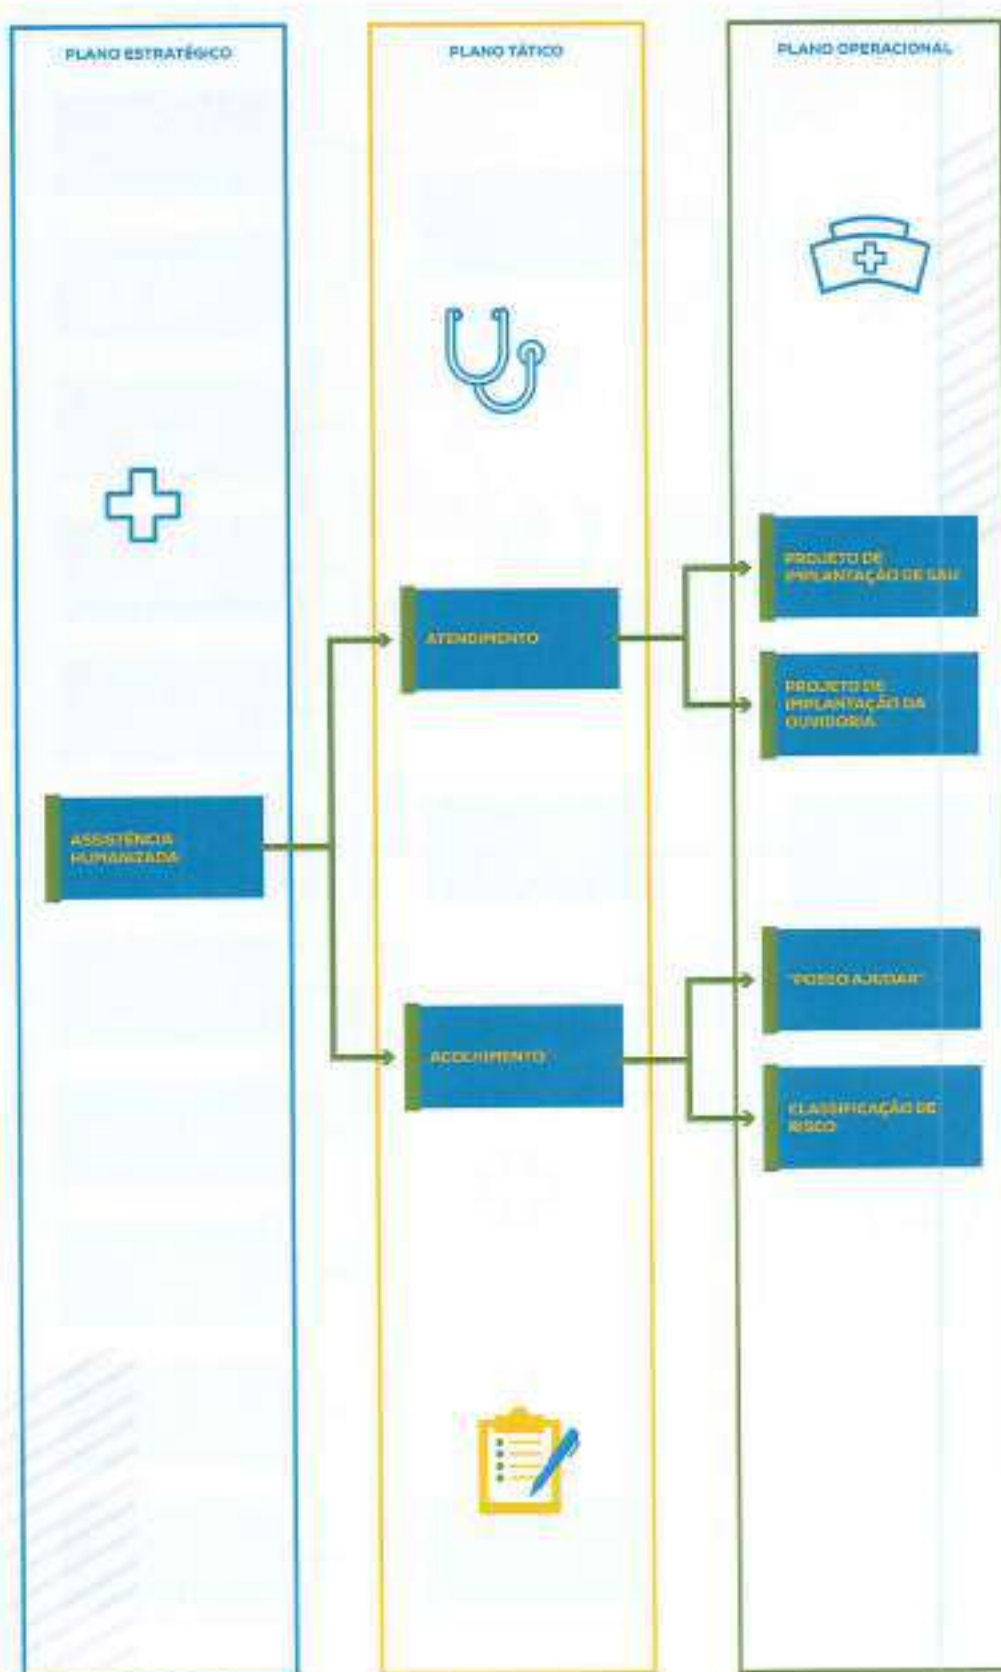 PLANO ESTRATÉGICO
PLANO TÁTICO
PLANO OPERACIONAL
ASSISTÊNCIA
HUMANIZADA
ATENDIMENTO
ACOLHIMENTO
PROJETO DE
IMPLANTAÇÃO DE SAU
PROJETO DE
IMPLANTAÇÃO DA
OUVIDORIA
"POSSO AJUDAR"
CLASSIFICAÇÃO DE
RISCO